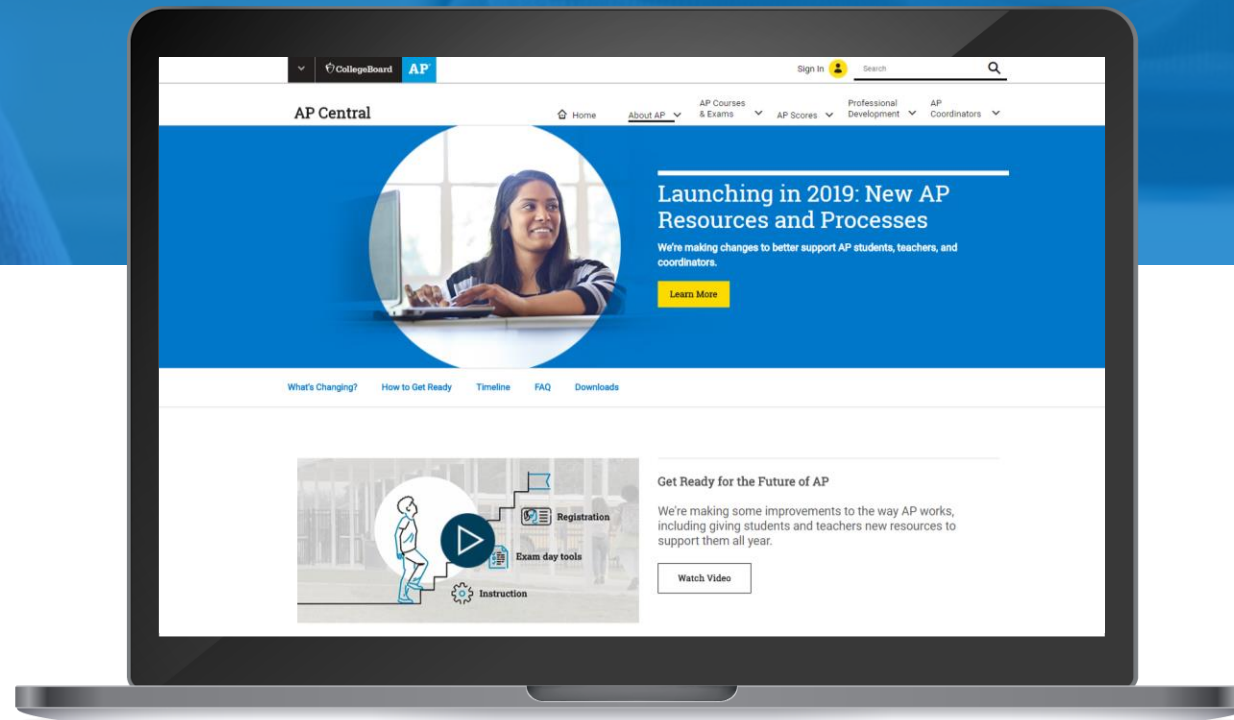 CollegeBoard AP
Sign In Search
AP Central
Home About AP AP Courses & Exams AP Scores Professional Development AP Coordinators
Launching in 2019: New AP
Resources and Processes
We're making changes to better support AP students, teachers, and
coordinators.
Learn More
What's Changing? How to Get Ready Timeline FAQ Downloads
Registration
Exam day tools
Instruction
Get Ready for the Future of AP
We're making some improvements to the way AP works,
including giving students and teachers new resources to
support them all year.
Watch Video